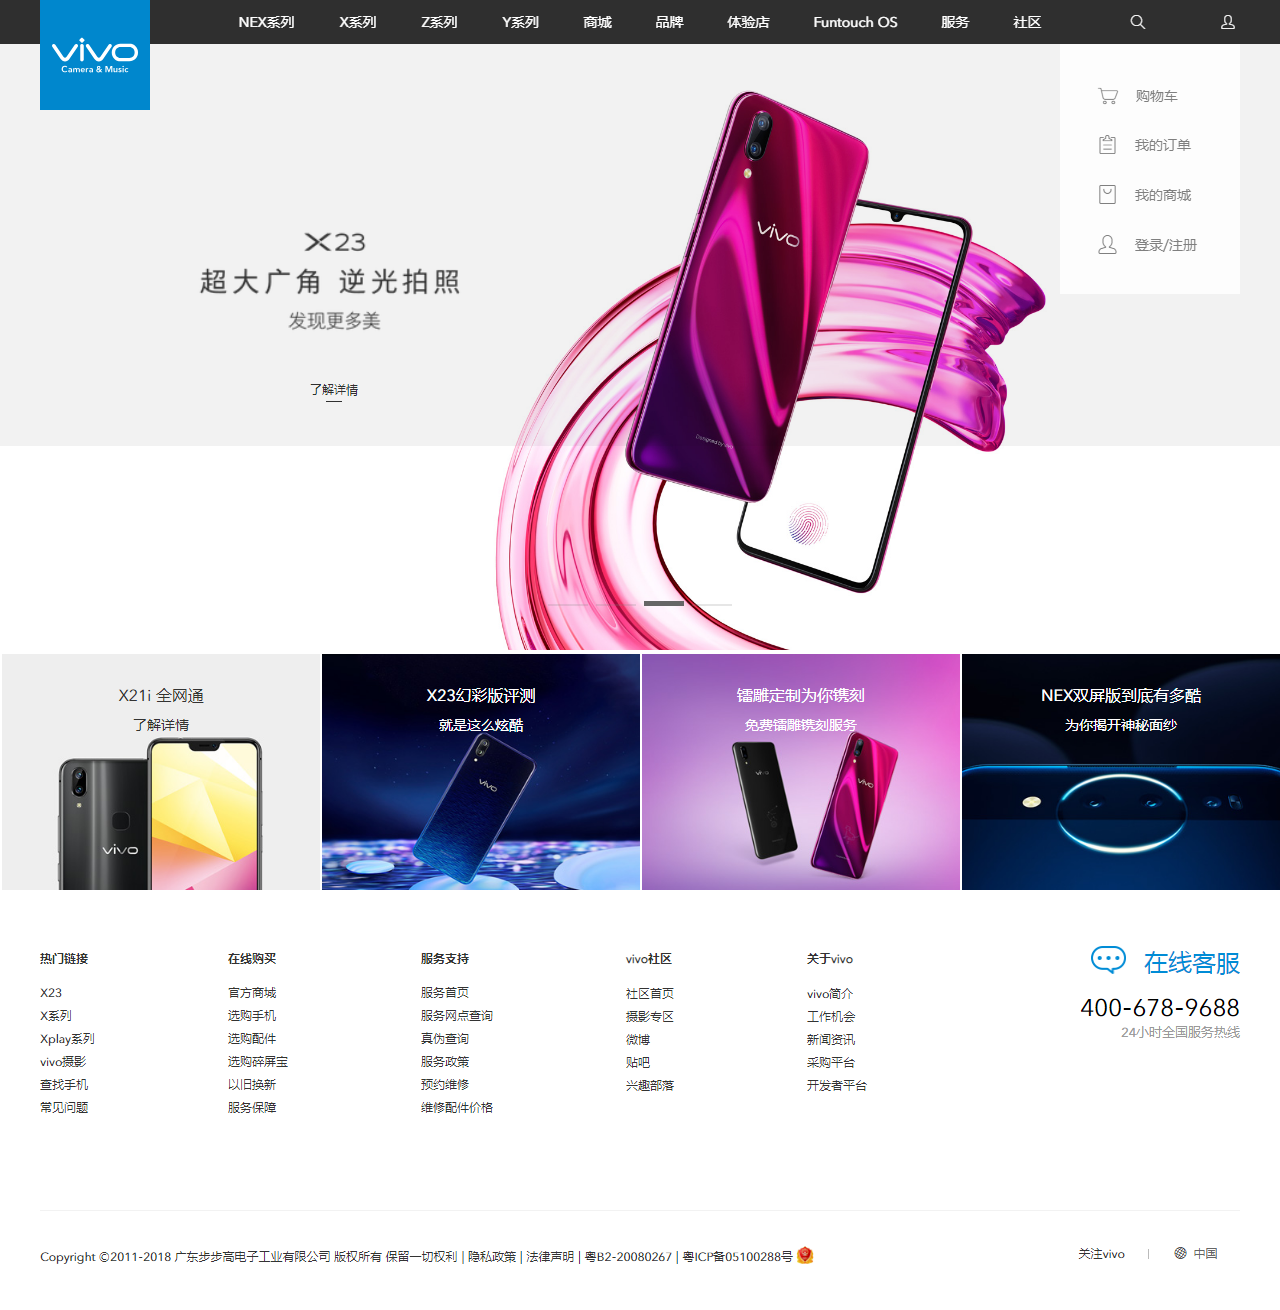 NEX系列 X系列 Z系列 Y系列 商城 品牌 体验店 Funtouch OS 服务 社区
vivo
Camera & Music
购物车
我的订单
我的商城
登录/注册
X23
超大广角 逆光拍照
发现更多美
了解详情
vivo
Designed by vivo
X21i 全网通
了解详情
vivo
X23幻彩版评测
就是这么炫酷
vivo
镭雕定制为你镌刻
免费镭雕镌刻服务
vivo
vivo
NEX双屏版到底有多酷
为你揭开神秘面纱
热门链接
X23
X系列
Xplay系列
vivo摄影
查找手机
常见问题
在线购买
官方商城
选购手机
选购配件
选购碎屏宝
以旧换新
服务保障
服务支持
服务首页
服务网点查询
真伪查询
服务政策
预约维修
维修配件价格
vivo社区
社区首页
摄影专区
微博
贴吧
兴趣部落
关于vivo
vivo简介
工作机会
新闻资讯
采购平台
开发者平台
在线客服
400-678-9688
24小时全国服务热线
Copyright ©2011-2018 广东步步高电子工业有限公司 版权所有 保留一切权利 | 隐私政策 | 法律声明 | 粤B2-20080267 | 粤ICP备05100288号
关注vivo | 中国